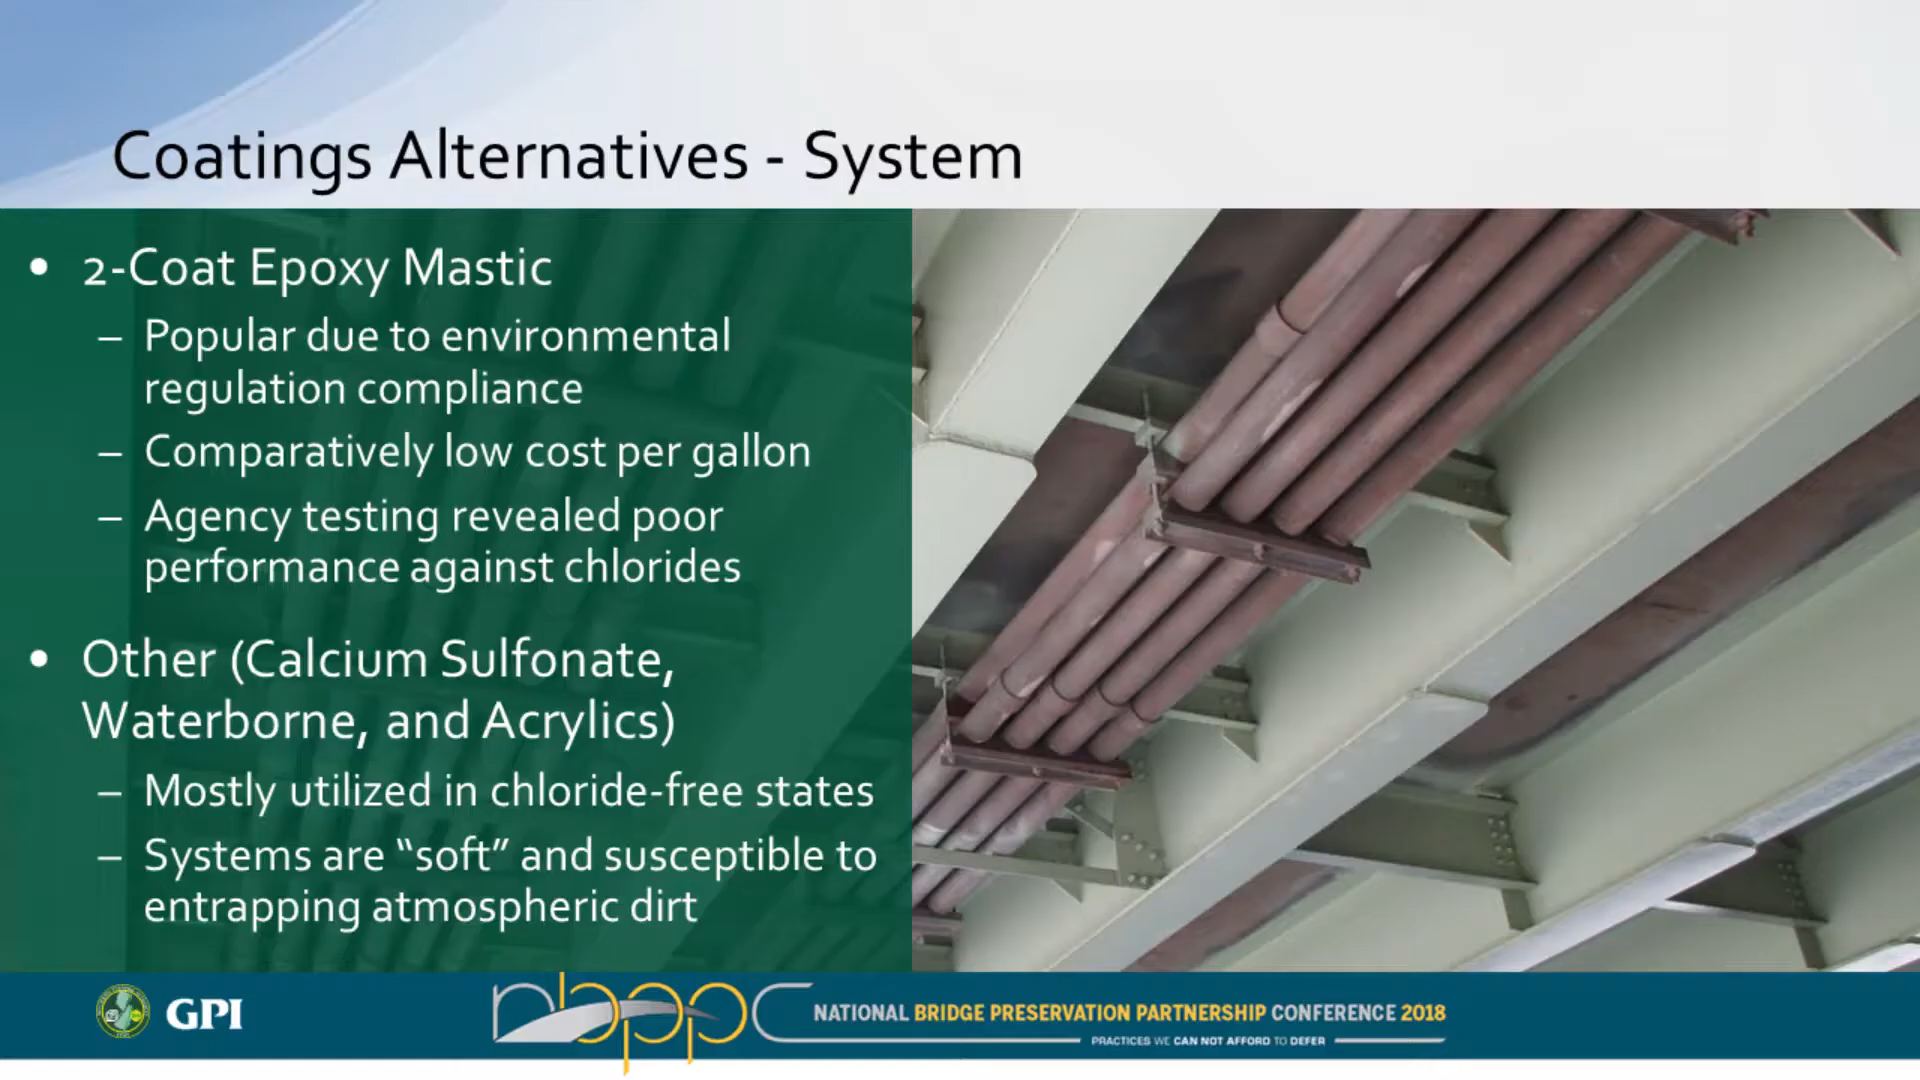 Coatings Alternatives - System
• 2-Coat Epoxy Mastic
– Popular due to environmental
regulation compliance
– Comparatively low cost per gallon
– Agency testing revealed poor
performance against chlorides
• Other (Calcium Sulfonate,
Waterborne, and Acrylics)
– Mostly utilized in chloride-free states
– Systems are “soft” and susceptible to
entrapping atmospheric dirt
GPI
nbppc
NATIONAL BRIDGE PRESERVATION PARTNERSHIP CONFERENCE 2018
PRACTICES WE CAN NOT AFFORD TO DEFER